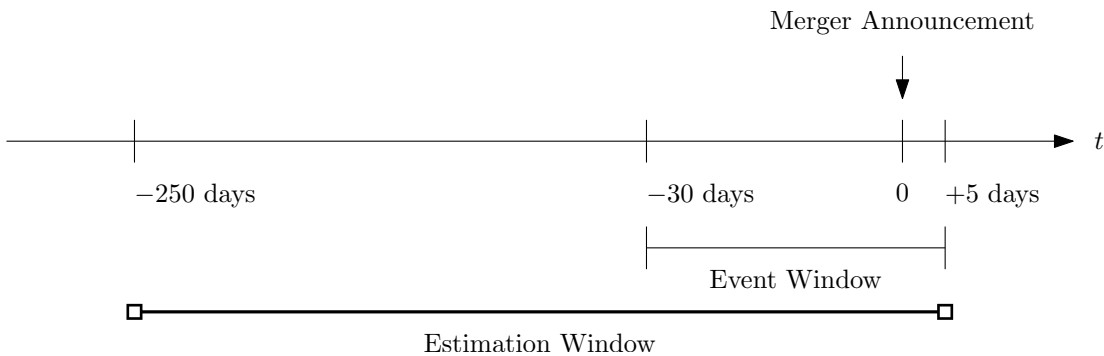 Merger Announcement
t
−250 days
−30 days
0
+5 days
Event Window
Estimation Window